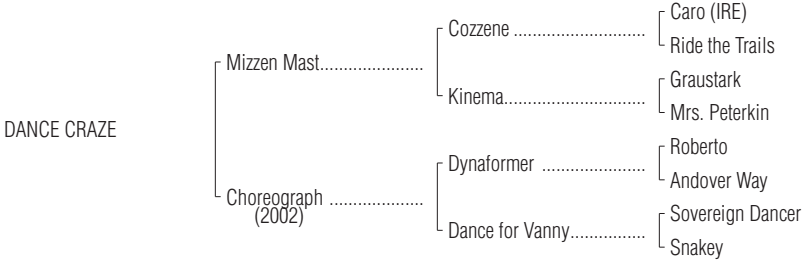 Caro (IRE)
Cozzene ............................
Ride the Trails
Mizzen Mast......................
Graustark
Kinema..............................
Mrs. Peterkin
DANCE CRAZE
Roberto
Dynaformer ......................
Andover Way
Choreograph ....................
(2002)
Sovereign Dancer
Dance for Vanny................
Snakey